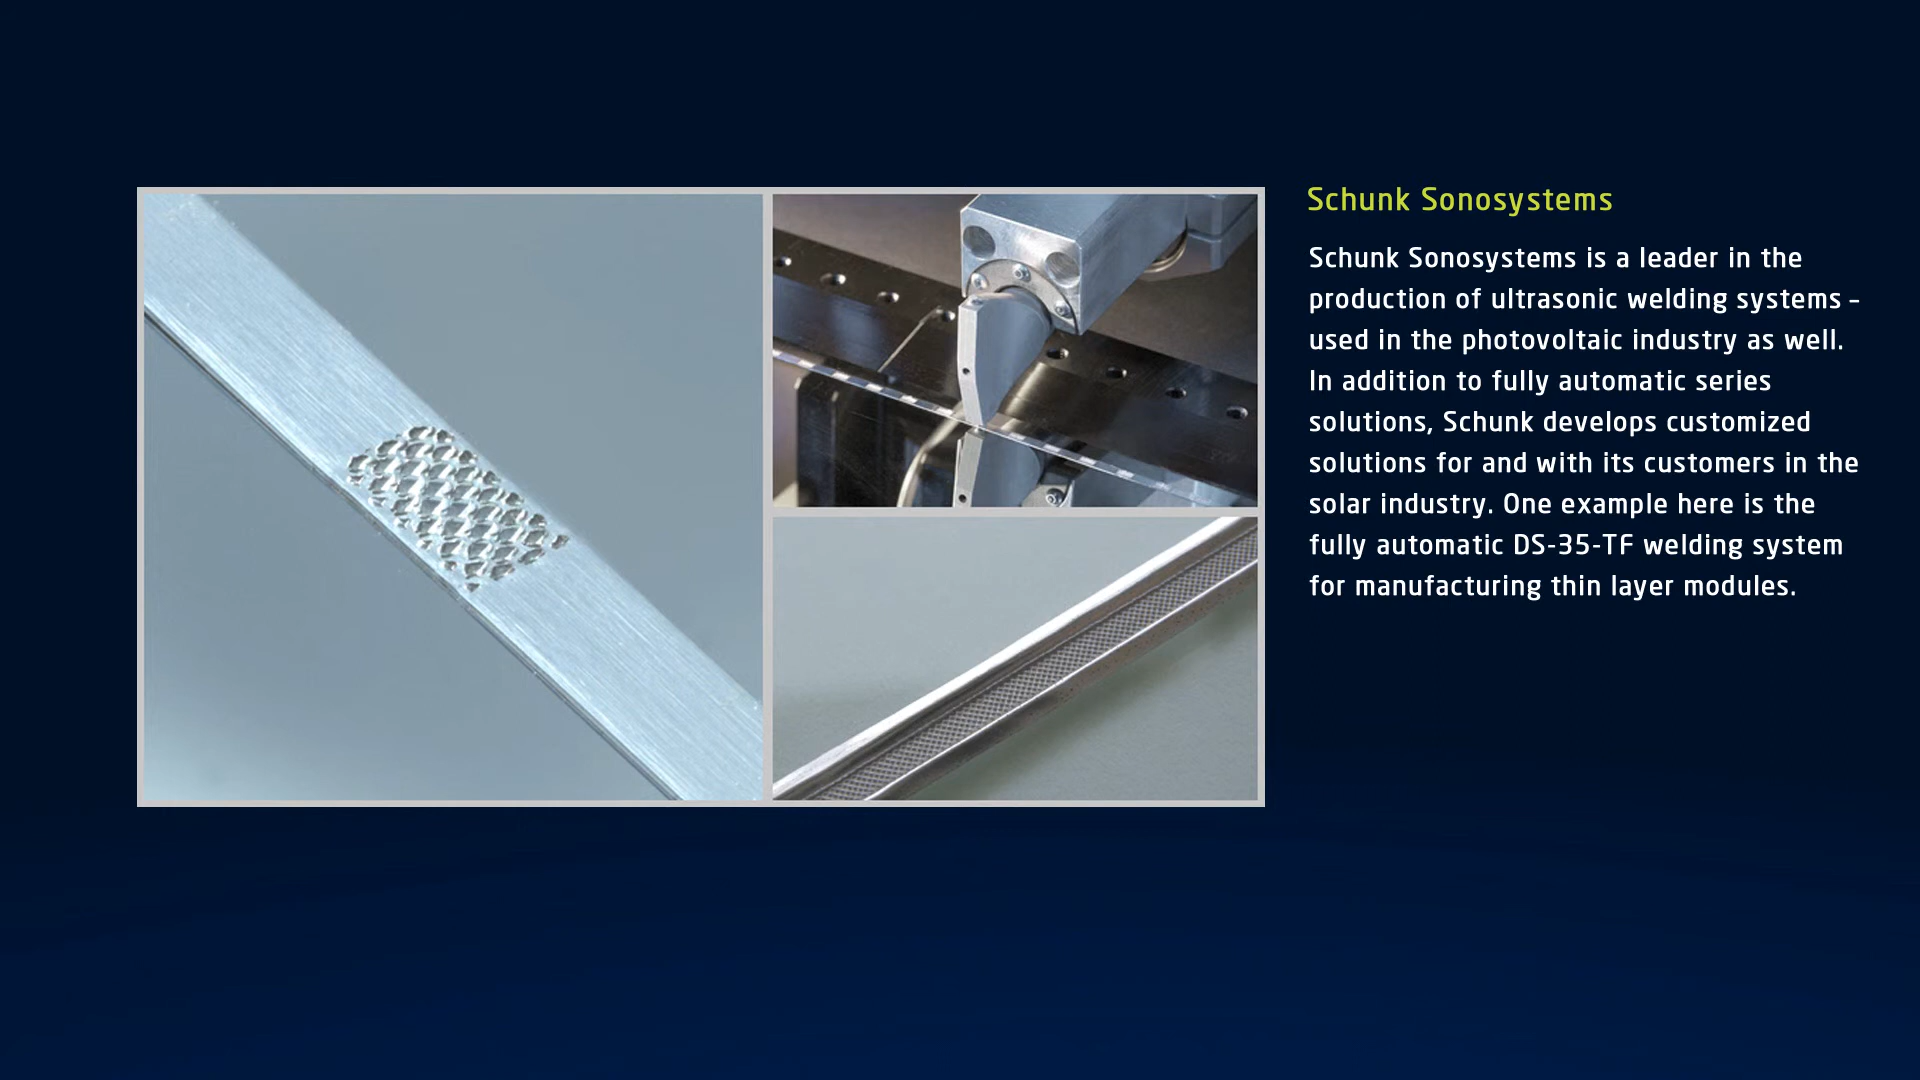 Schunk Sonosystems
Schunk Sonosystems is a leader in the
production of ultrasonic welding systems –
used in the photovoltaic industry as well.
In addition to fully automatic series
solutions, Schunk develops customized
solutions for and with its customers in the
solar industry. One example here is the
fully automatic DS-35-TF welding system
for manufacturing thin layer modules.